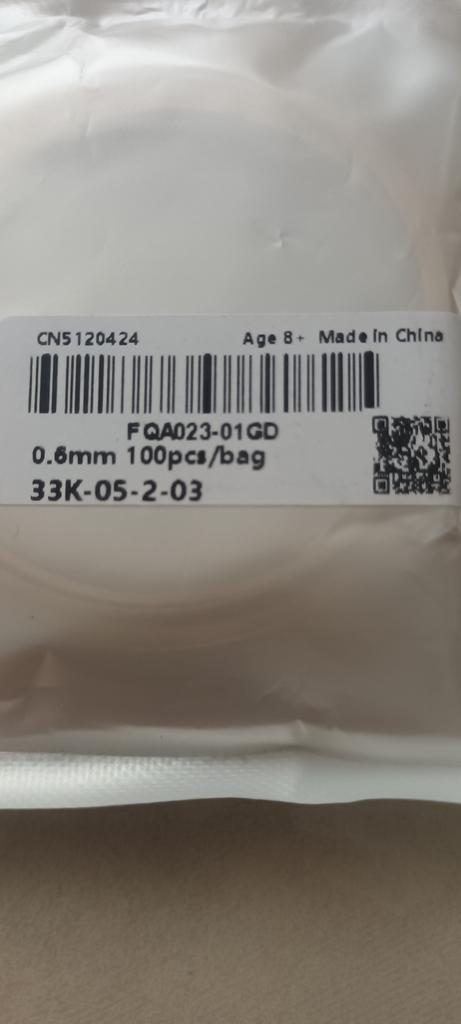 CN5120424 Age 8+ Made in China
FQA023-01GD
0.6mm 100pcs/bag
33K-05-2-03